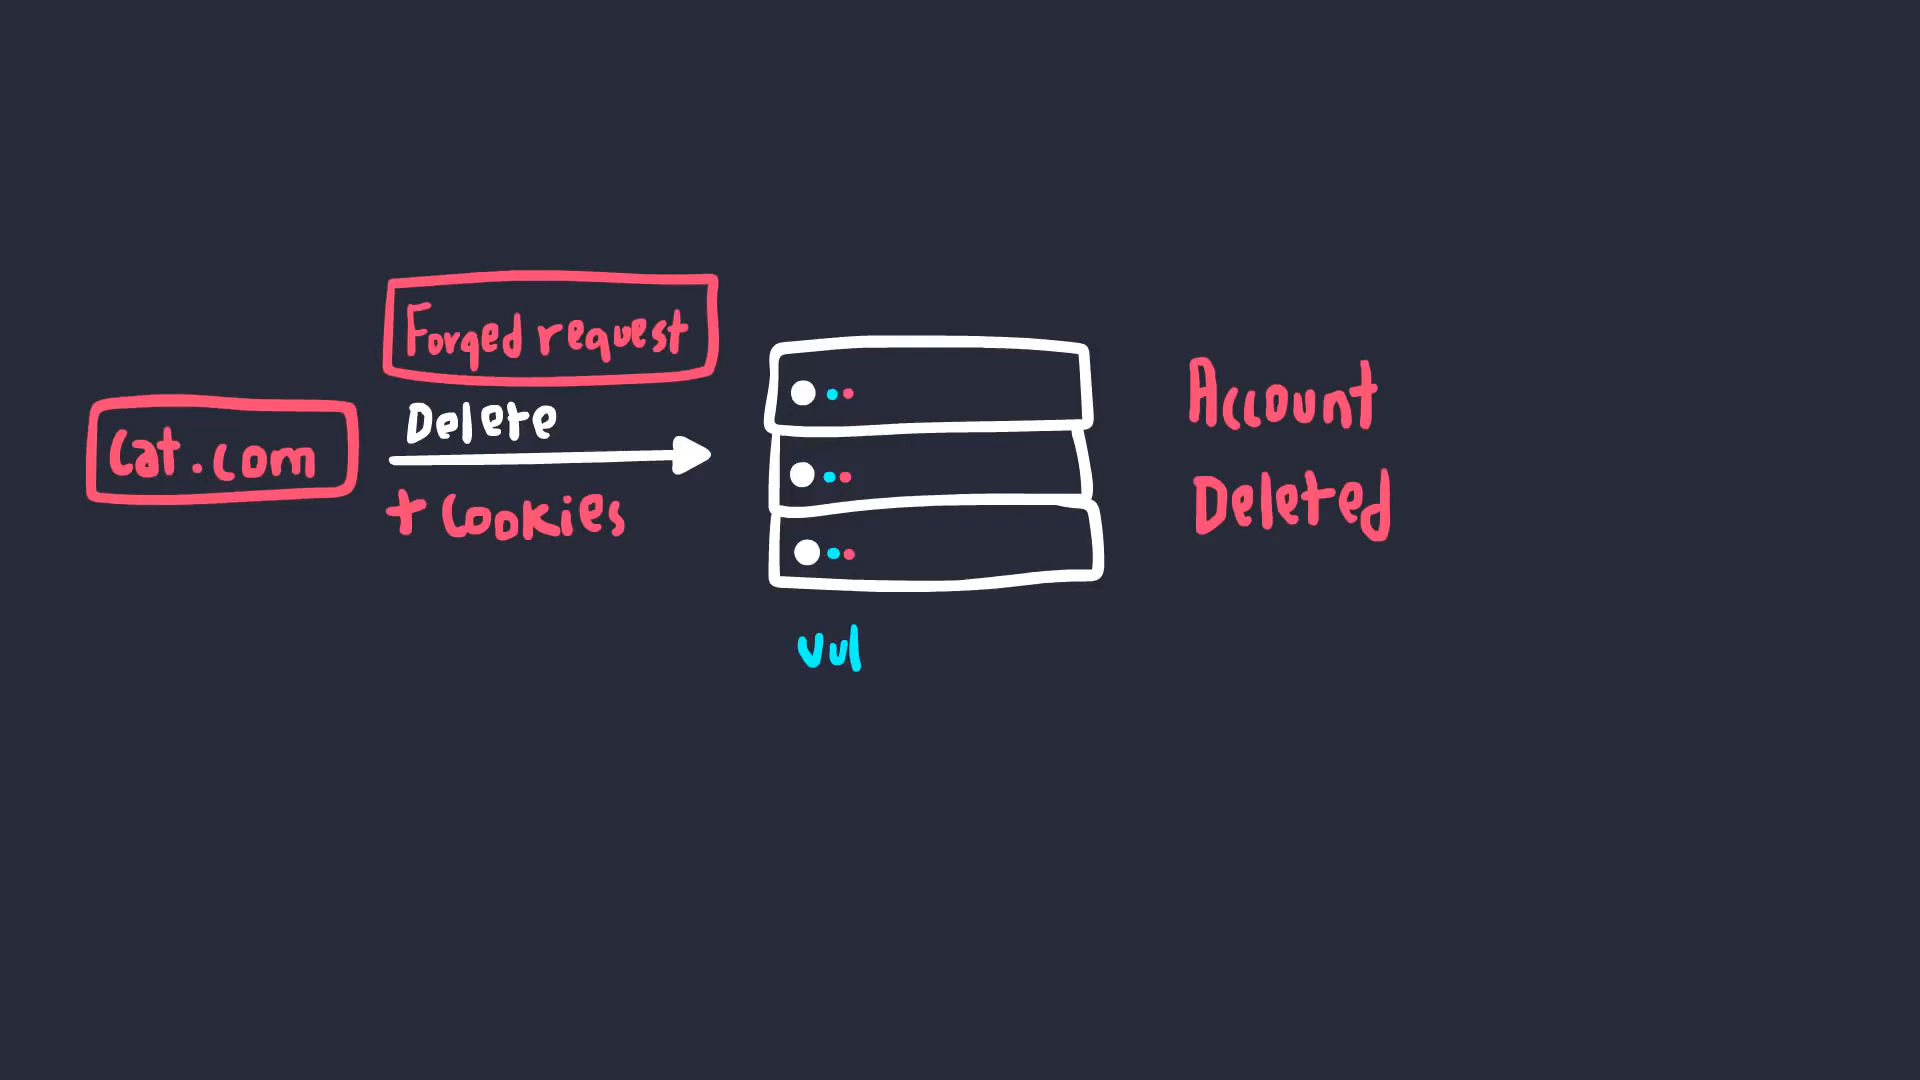 Forged request
Delete
Cat.com
+ Cookies
Account
Deleted
vul